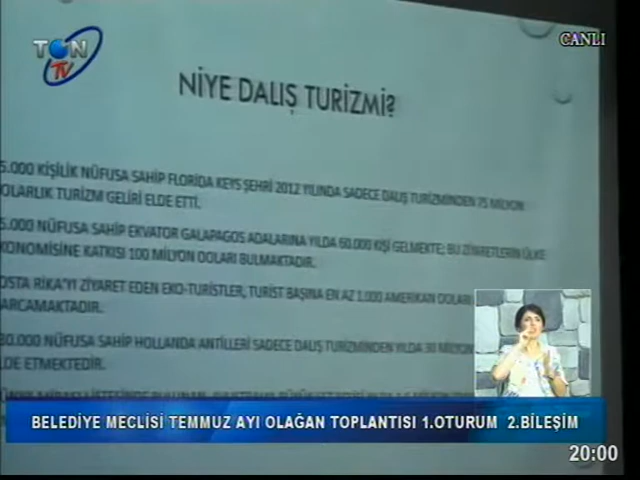 TON TV
CANLI
NİYE DALIŞ TURİZMİ?
5.000 KİŞİLİK NÜFUSA SAHİP FLORİDA KEYS ŞEHRİ 2012 YILINDA SADECE DALIŞ TURİZMİNDEN 75 MİLYON
OLARLIK TURİZM GELİRİ ELDE ETTİ.
5.000 NÜFUSA SAHİP EKVATOR GALAPAGOS ADALARINA YILDA 60.000 KİŞİ GELMEKTE; BU ZİYARETLERİN ÜLKE
KONOMİSİNE KATKISI 100 MİLYON DOLARI BULMAKTADIR.
OSTA RİKA'YI ZİYARET EDEN EKO-TURİSTLER, TURİST BAŞINA EN AZ 1.000 AMERİKAN DOLARI
ARCAMAKTADIR.
80.000 NÜFUSA SAHİP HOLLANDA ANTİLLERİ SADECE DALIŞ TURİZMİNDEN YILDA 30 MİLYON
LDE ETMEKTEDİR.
BELEDİYE MECLİSİ TEMMUZ AYI OLAĞAN TOPLANTISI 1.OTURUM 2.BİLEŞİM
20:00